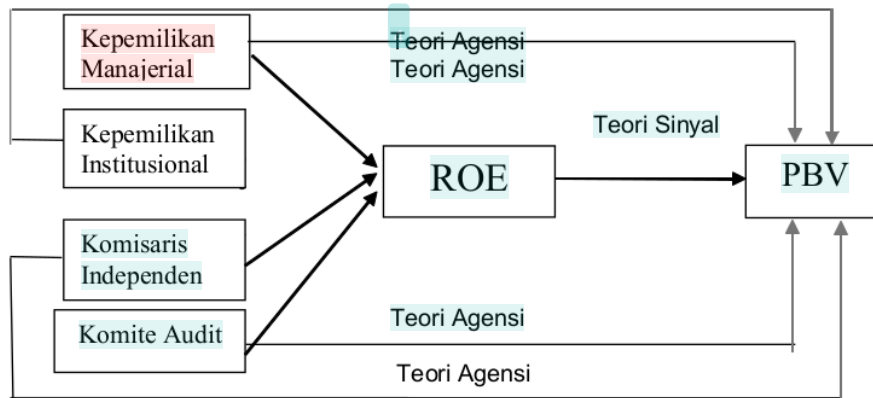 Kepemilikan
Manajerial
Teori Agensi
Teori Agensi
Kepemilikan
Institusional
Teori Sinyal
ROE
PBV
Komisaris
Independen
Komite Audit
Teori Agensi
Teori Agensi